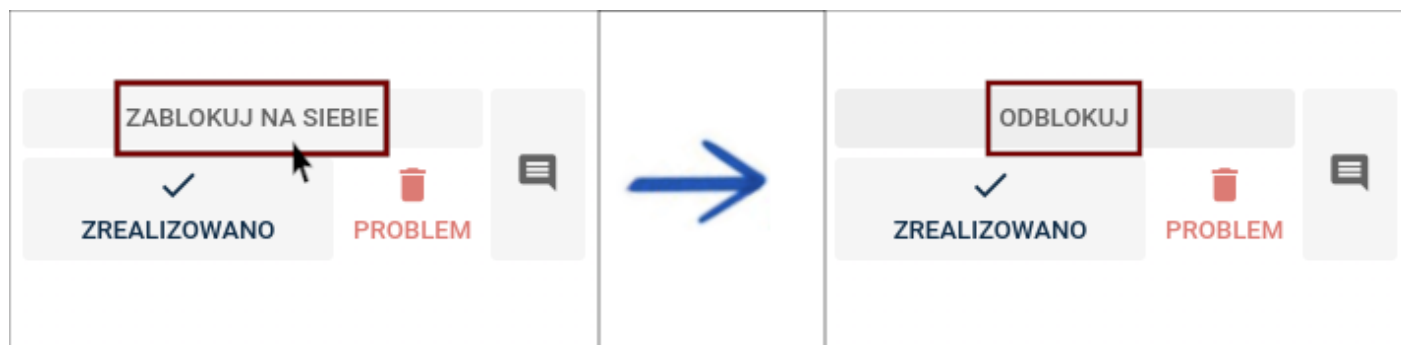 ZABLOKUJ NA SIEBIE
ZREALIZOWANO
PROBLEM
ODBLOKUJ
ZREALIZOWANO
PROBLEM